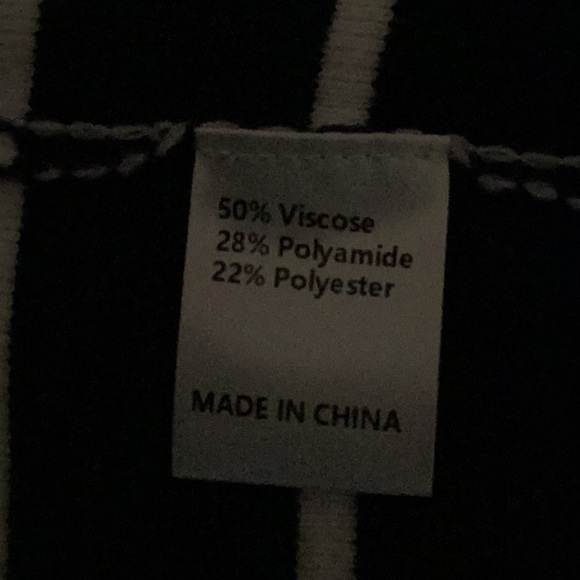 50% Viscose
28% Polyamide
22% Polyester
MADE IN CHINA